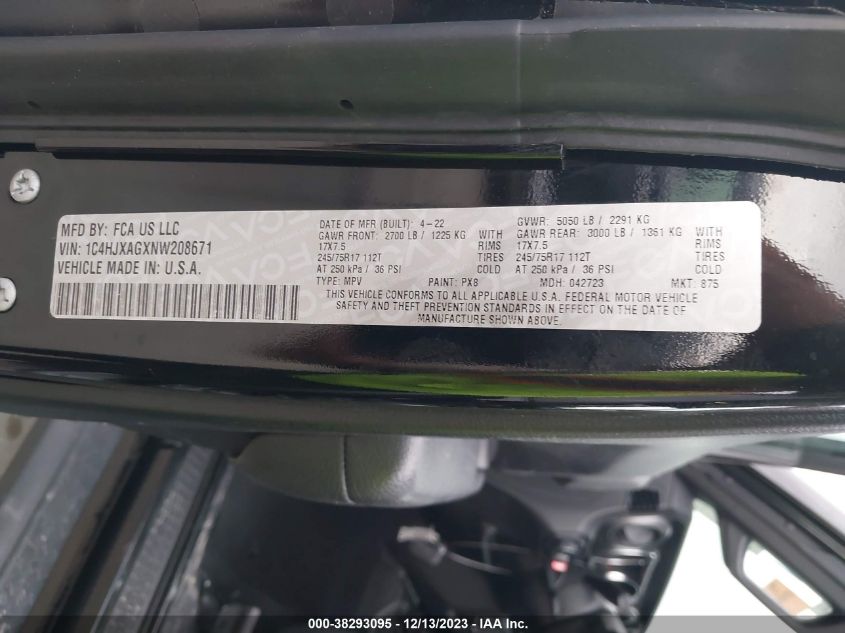 MFD BY: FCA US LLC
VIN: 1C4HJXAGXNW208671
VEHICLE MADE IN: U.S.A.
DATE OF MFR (BUILT): 4-22
GVWR: 5050 LB / 2291 KG
GAWR FRONT: 2700 LB / 1225 KG WITH
GAWR REAR: 3000 LB / 1361 KG WITH
17X7.5 RIMS
17X7.5 RIMS
245/75R17 112T TIRES
245/75R17 112T TIRES
AT 250 kPa / 36 PSI COLD
AT 250 kPa / 36 PSI COLD
TYPE: MPV PAINT: PX8 MDH: 042723 MKT: 875
THIS VEHICLE CONFORMS TO ALL APPLICABLE U.S.A. FEDERAL MOTOR VEHICLE
SAFETY AND THEFT PREVENTION STANDARDS IN EFFECT ON THE DATE OF
MANUFACTURE SHOWN ABOVE.
000-38293095 - 12/13/2023 - IAAI.com